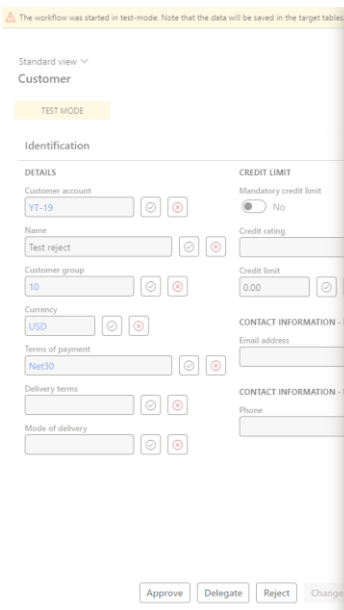 The workflow was started in test-mode. Note that the data will be saved in the target tables
Standard view
Customer
TEST MODE
Identification
DETAILS
Customer account
YT-19
Name
Test reject
Customer group
10
Currency
USD
Terms of payment
Net30
Delivery terms
Mode of delivery
CREDIT LIMIT
Mandatory credit limit
No
Credit rating
Credit limit
0.00
CONTACT INFORMATION -
Email address
CONTACT INFORMATION -
Phone
Approve
Delegate
Reject
Change